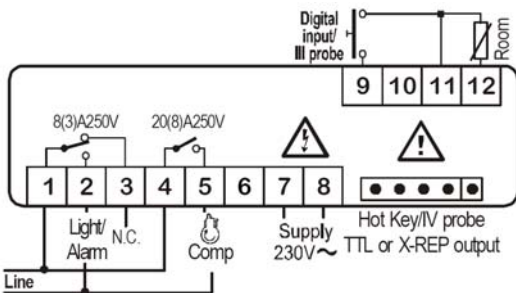 Digital
input/
III probe
Room
9 10 11 12
8(3)A250V 20(8)A250V
1 2 3 4 5 6 7 8
Light/
Alarm
N.C.
Comp
Supply
230V~
Hot Key/IV probe
TTL or X-REP output
Line